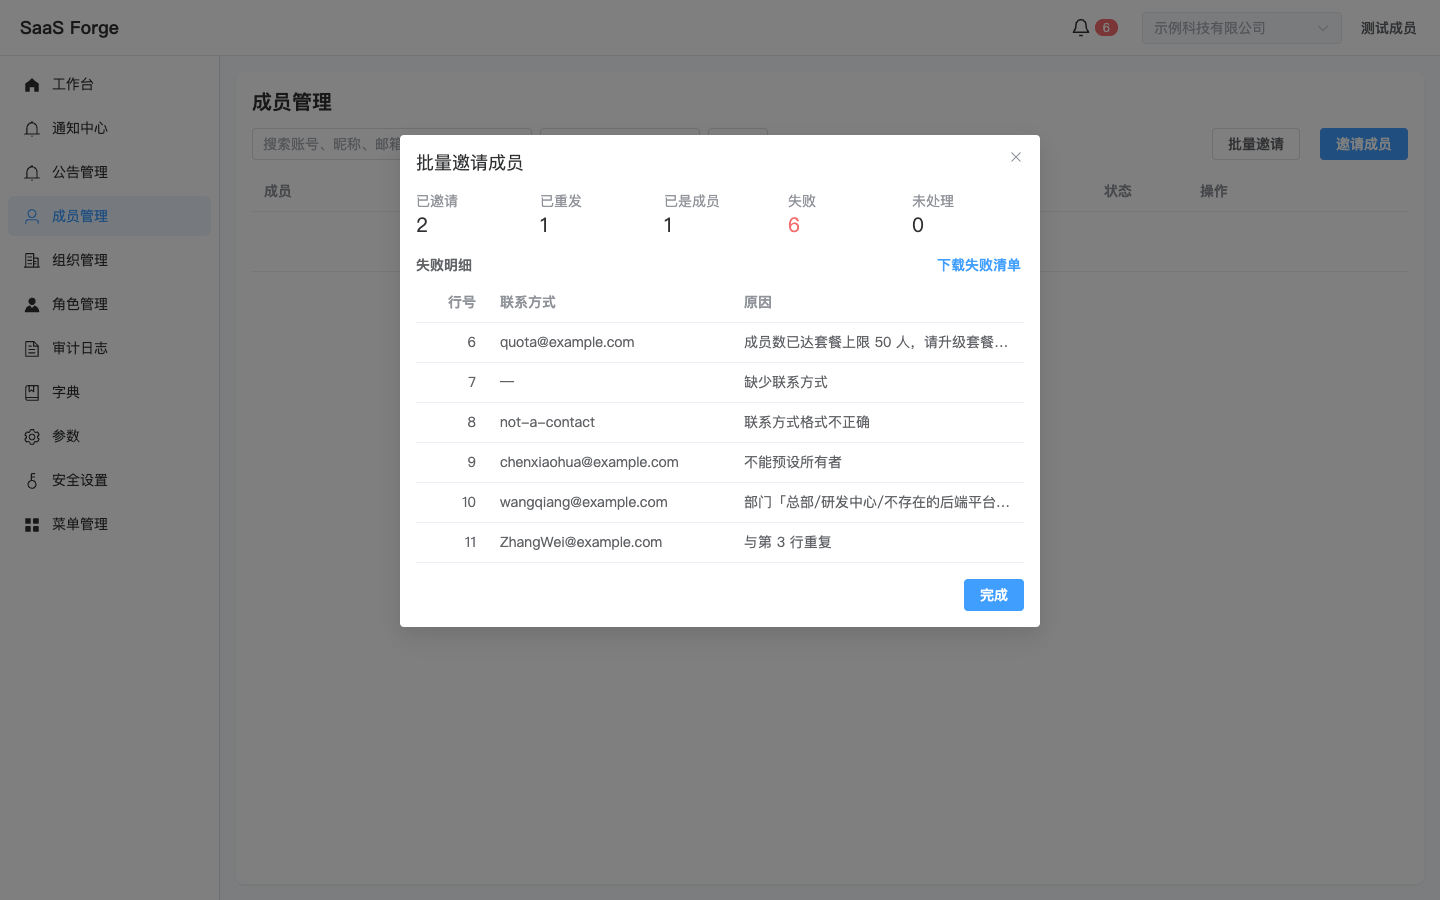 SaaS Forge
6
示例科技有限公司
测试成员
工作台
通知中心
公告管理
成员管理
组织管理
角色管理
审计日志
字典
参数
安全设置
菜单管理
成员管理
搜索账号、昵称、邮箱
批量邀请
邀请成员
成员
状态
操作
批量邀请成员
已邀请
2
已重发
1
已是成员
1
失败
6
未处理
0
失败明细
下载失败清单
行号 联系方式 原因
6 quota@example.com 成员数已达套餐上限 50 人，请升级套餐...
7 — 缺少联系方式
8 not-a-contact 联系方式格式不正确
9 chenxiaohua@example.com 不能预设所有者
10 wangqiang@example.com 部门「总部/研发中心/不存在的后端平台...
11 ZhangWei@example.com 与第 3 行重复
完成